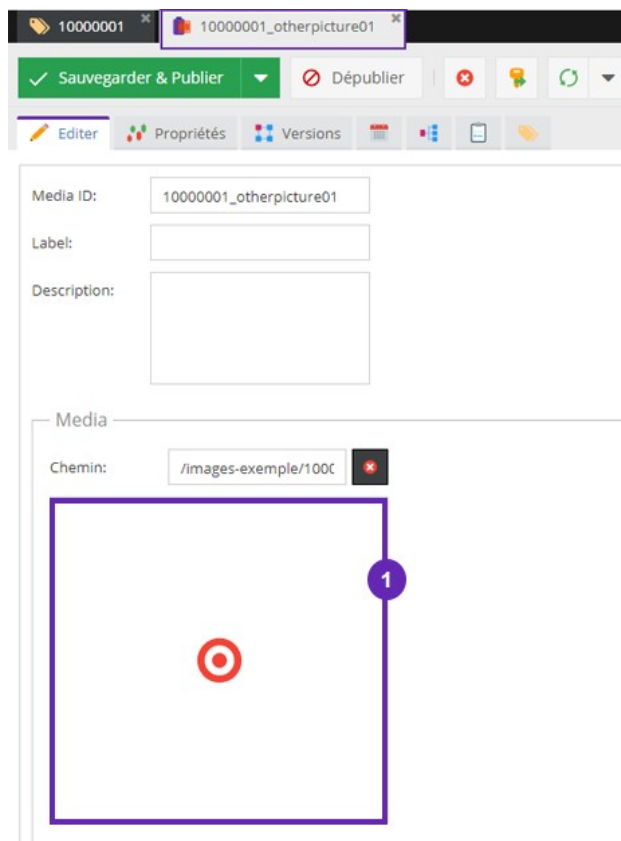 10000001
10000001_otherpicture01
Sauvegarder & Publier
Dépublier
Editer
Propriétés
Versions
Media ID:
10000001_otherpicture01
Label:
Description:
Media
Chemin:
/images-exemple/1000
1